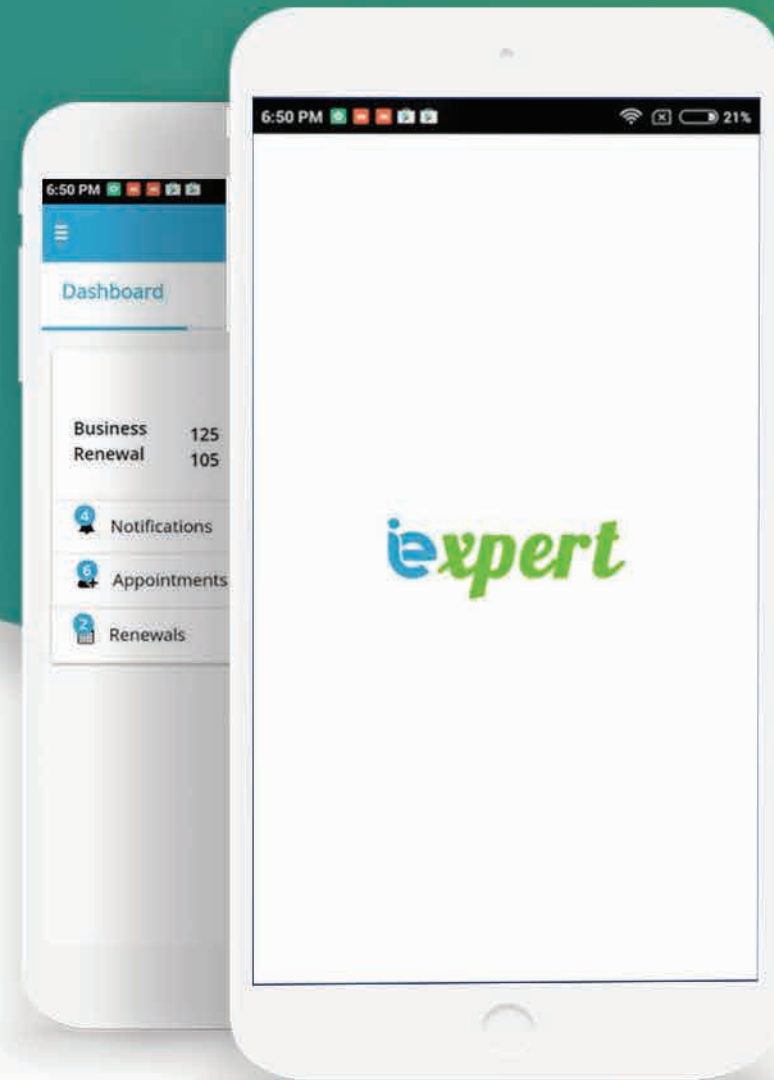 6:50 PM
Dashboard
Business 125
Renewal 105
4
Notifications
6
Appointments
2
Renewals
6:50 PM 21%
iexpert